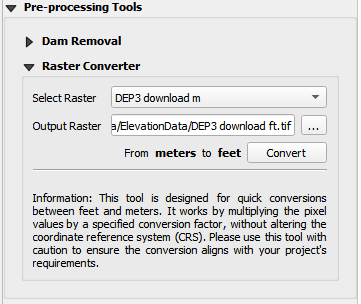 Pre-processing Tools
Dam Removal
Raster Converter
Select Raster DEP3 download m
Output Raster a/ElevationData/DEP3 download ft.tif ...
From meters to feet Convert
Information: This tool is designed for quick conversions
between feet and meters. It works by multiplying the pixel
values by a specified conversion factor, without altering the
coordinate reference system (CRS). Please use this tool with
caution to ensure the conversion aligns with your project's
requirements.